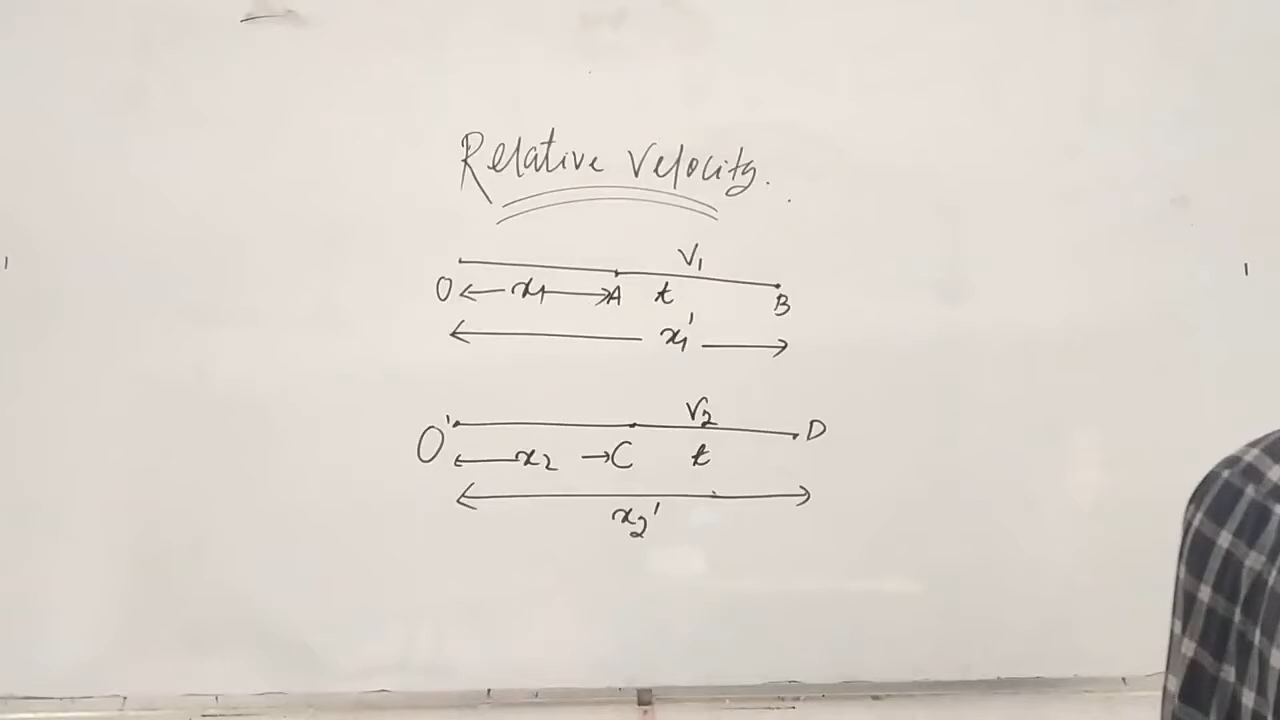 Relative Velocity.
V₁
O x₁ A t B
x₁'
V₂
O' x₂ C t D
x₂'